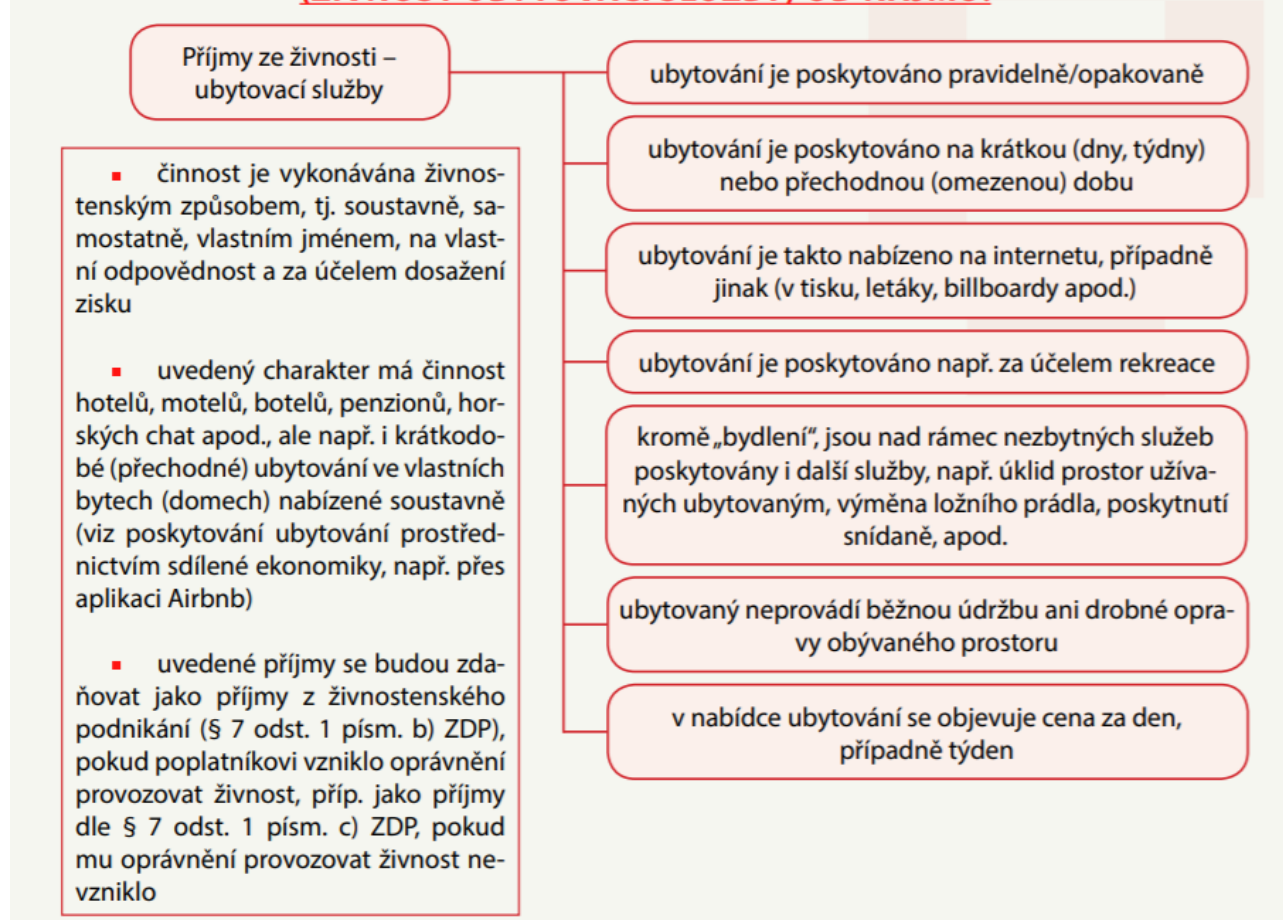 (ŽIVNOST UBYTOVACÍ SLUŽBY) OD NÁJMU:
Příjmy ze živnosti –
ubytovací služby
▪ činnost je vykonávána živnos-
tenským způsobem, tj. soustavně, sa-
mostatně, vlastním jménem, na vlast-
ní odpovědnost a za účelem dosažení
zisku
▪ uvedený charakter má činnost
hotelů, motelů, botelů, penzionů, hor-
ských chat apod., ale např. i krátkodo-
bé (přechodné) ubytování ve vlastních
bytech (domech) nabízené soustavně
(viz poskytování ubytování prostřed-
nictvím sdílené ekonomiky, např. přes
aplikaci Airbnb)
▪ uvedené příjmy se budou zda-
ňovat jako příjmy z živnostenského
podnikání (§ 7 odst. 1 písm. b) ZDP),
pokud poplatníkovi vzniklo oprávnění
provozovat živnost, příp. jako příjmy
dle § 7 odst. 1 písm. c) ZDP, pokud
mu oprávnění provozovat živnost ne-
vzniklo
ubytování je poskytováno pravidelně/opakovaně
ubytování je poskytováno na krátkou (dny, týdny)
nebo přechodnou (omezenou) dobu
ubytování je takto nabízeno na internetu, případně
jinak (v tisku, letáky, billboardy apod.)
ubytování je poskytováno např. za účelem rekreace
kromě „bydlení“, jsou nad rámec nezbytných služeb
poskytovány i další služby, např. úklid prostor užíva-
ných ubytovaným, výměna ložního prádla, poskytnutí
snídaně, apod.
ubytovaný neprovádí běžnou údržbu ani drobné opra-
vy obývaného prostoru
v nabídce ubytování se objevuje cena za den,
případně týden